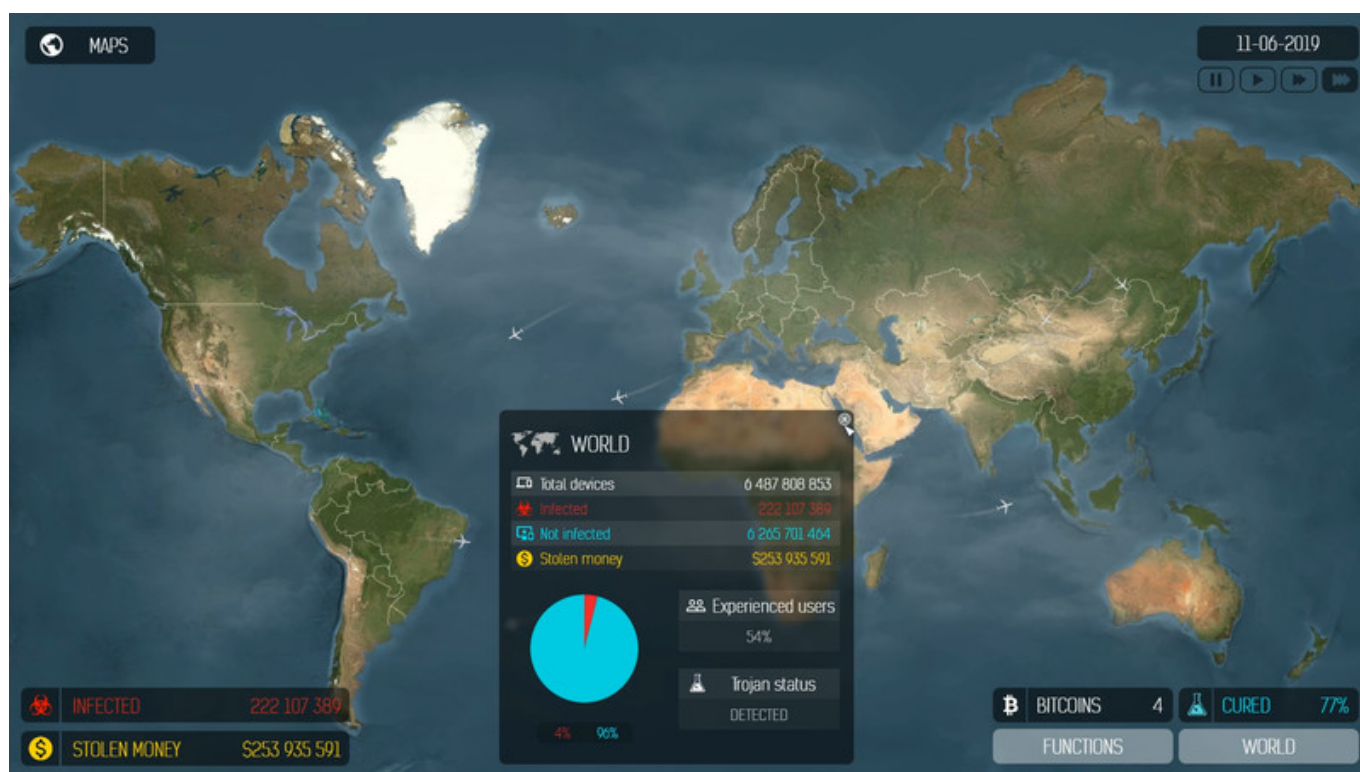 MAPS
11-06-2019
WORLD
Total devices 6 487 808 853
Infected 222 107 389
Not infected 6 265 701 464
Stolen money $253 935 591
Experienced users
54%
Trojan status
DETECTED
4% 96%
INFECTED 222 107 389
STOLEN MONEY $253 935 591
BITCOINS 4
CURED 77%
FUNCTIONS
WORLD